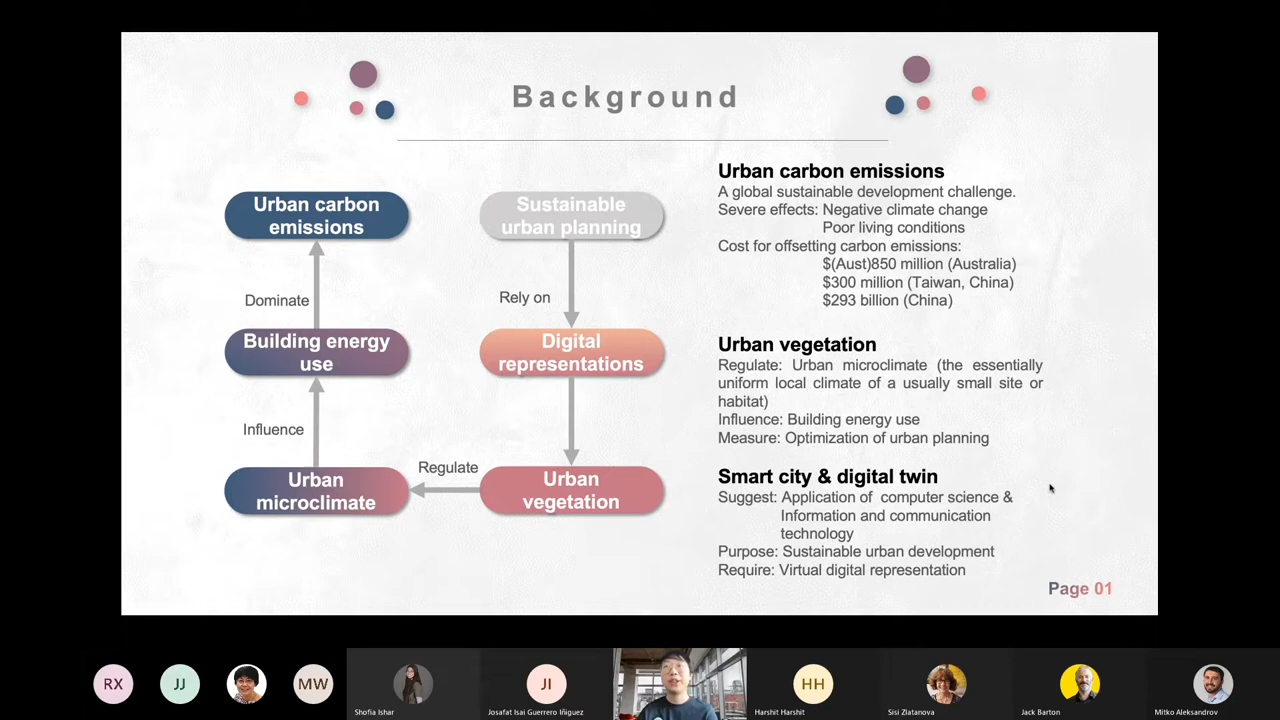 Background
Urban carbon
emissions
Sustainable
urban planning
Dominate
Rely on
Building energy
use
Digital
representations
Influence
Regulate
Urban
microclimate
Urban
vegetation
Urban carbon emissions
A global sustainable development challenge.
Severe effects: Negative climate change
Poor living conditions
Cost for offsetting carbon emissions:
$(Aust)850 million (Australia)
$300 million (Taiwan, China)
$293 billion (China)
Urban vegetation
Regulate: Urban microclimate (the essentially
uniform local climate of a usually small site or
habitat)
Influence: Building energy use
Measure: Optimization of urban planning
Smart city & digital twin
Suggest: Application of computer science &
Information and communication
technology
Purpose: Sustainable urban development
Require: Virtual digital representation
Page 01
RX
JJ
MW
JI
HH
Shofia Ishar
Josafat Isai Guerrero Iñiguez
Harshit Harshit
Sisi Zlatanova
Jack Barton
Mitko Aleksandrov